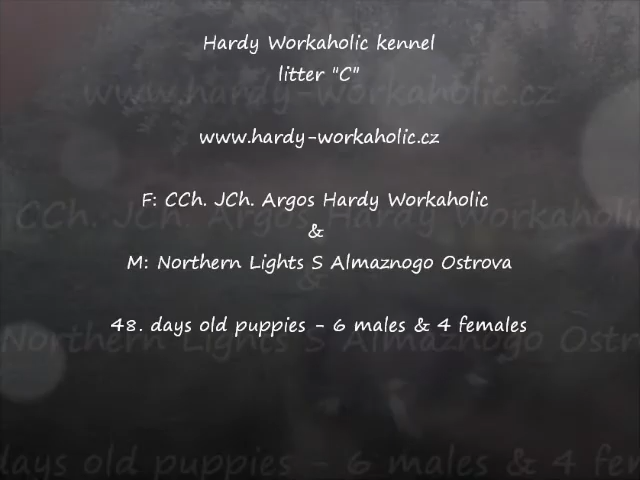 Hardy Workaholic kennel
litter "C"
www.hardy-workaholic.cz
F: CCh. JCh. Argos Hardy Workaholic
&
M: Northern Lights S Almaznogo Ostrova
48. days old puppies - 6 males & 4 females